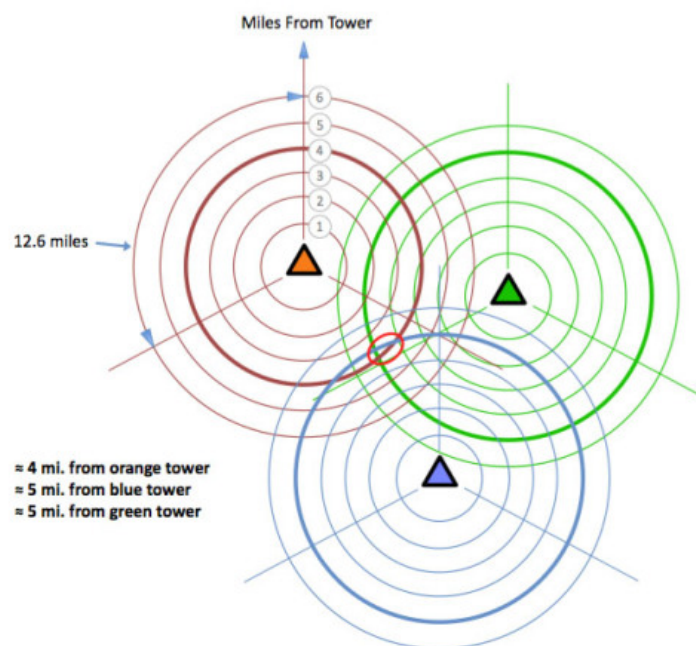 Miles From Tower
6
5
4
3
2
1
12.6 miles
≈ 4 mi. from orange tower
≈ 5 mi. from blue tower
≈ 5 mi. from green tower